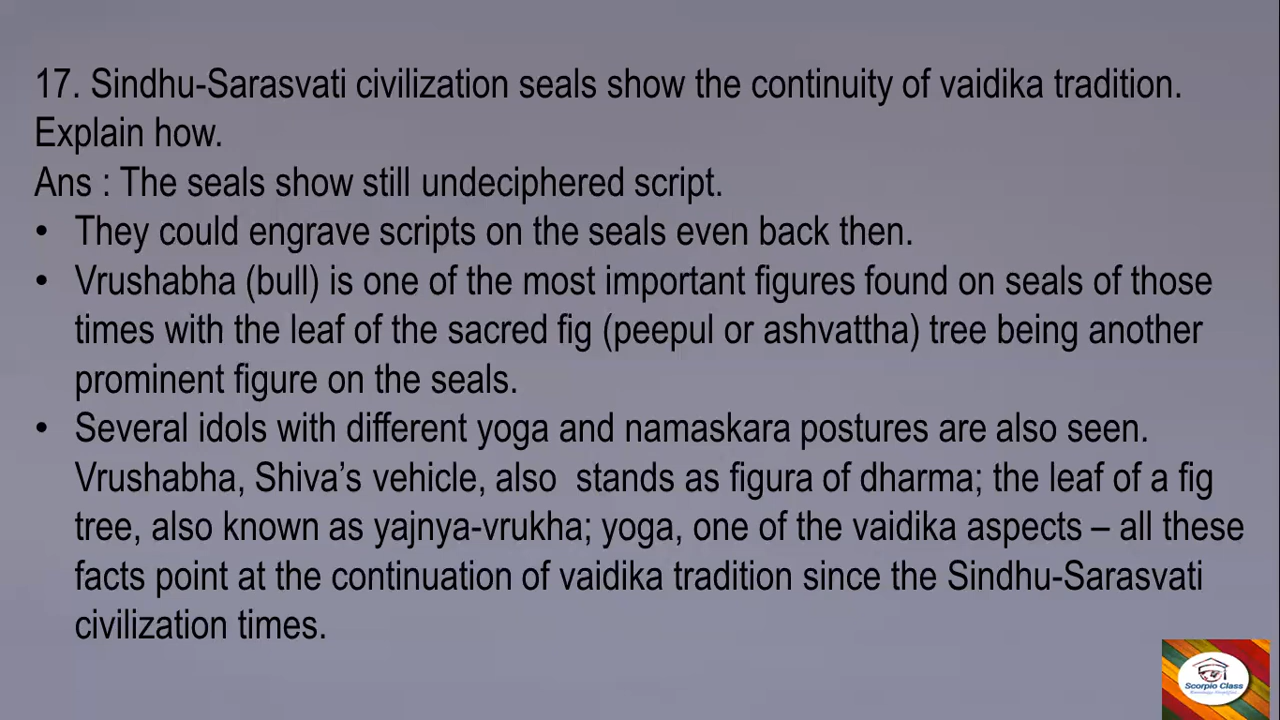 17. Sindhu-Sarasvati civilization seals show the continuity of vaidika tradition.
Explain how.
Ans : The seals show still undeciphered script.
• They could engrave scripts on the seals even back then.
• Vrushabha (bull) is one of the most important figures found on seals of those
times with the leaf of the sacred fig (peepul or ashvattha) tree being another
prominent figure on the seals.
• Several idols with different yoga and namaskara postures are also seen.
Vrushabha, Shiva’s vehicle, also stands as figura of dharma; the leaf of a fig
tree, also known as yajnya-vrukha; yoga, one of the vaidika aspects – all these
facts point at the continuation of vaidika tradition since the Sindhu-Sarasvati
civilization times.
Scorpio Class